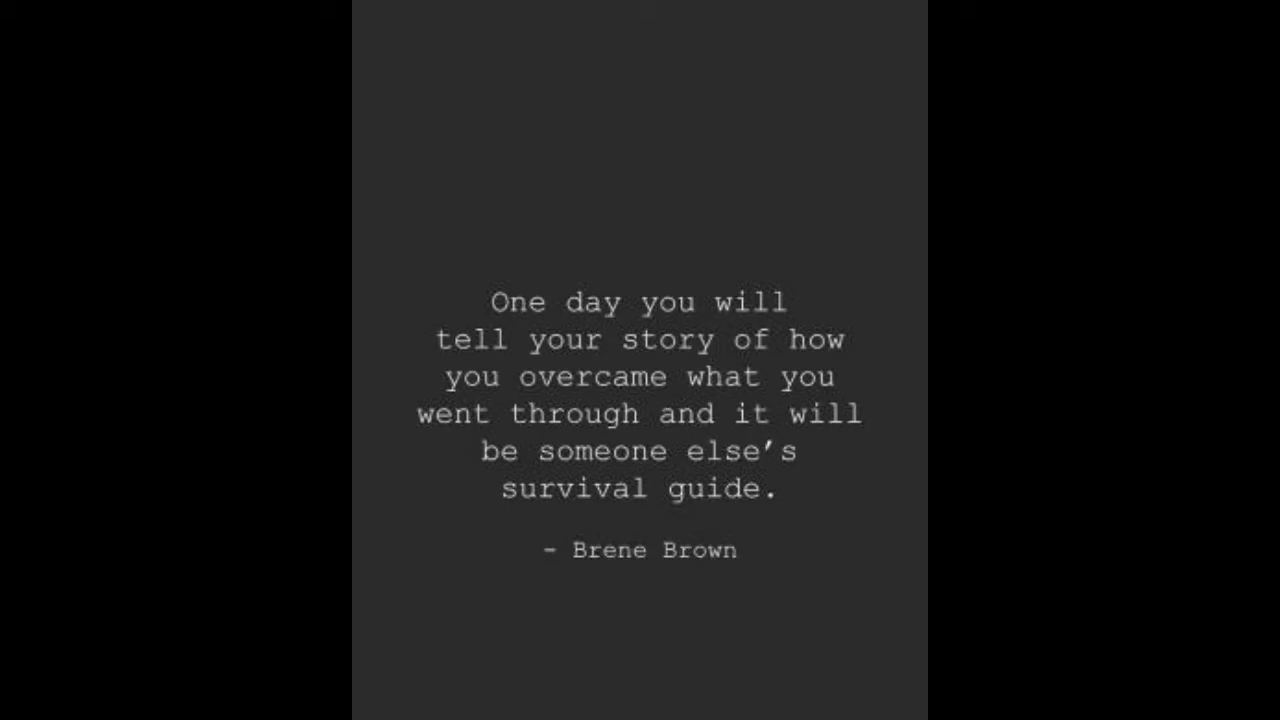 One day you will
tell your story of how
you overcame what you
went through and it will
be someone else’s
survival guide.
- Brene Brown